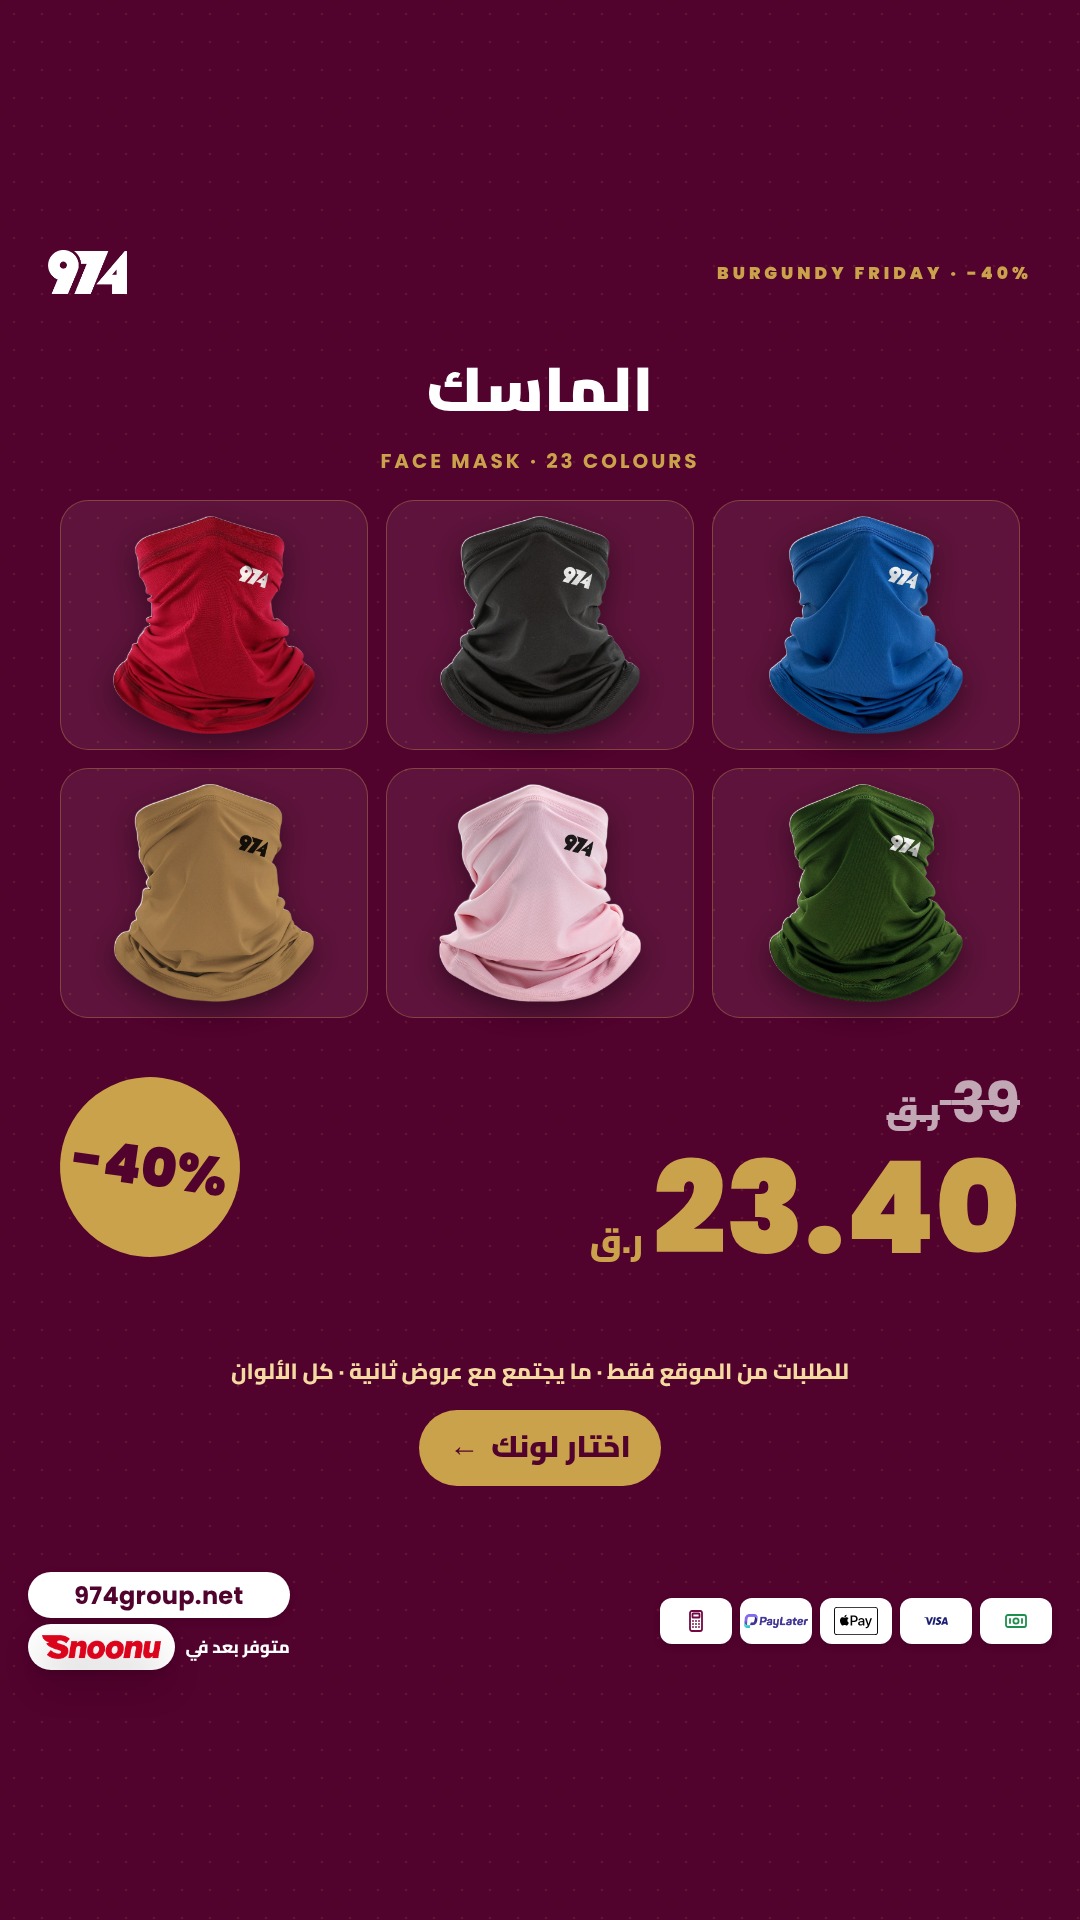 974
BURGUNDY FRIDAY · -40%
الماسك
FACE MASK · 23 COLOURS
974
974
974
974
974
974
-40%
39 ر.ق
23.40 ر.ق
للطلبات من الموقع فقط · ما يجتمع مع عروض ثانية · كل الألوان
اختار لونك ←
974group.net
متوفر بعد في Snoonu
PayLater
Pay
VISA